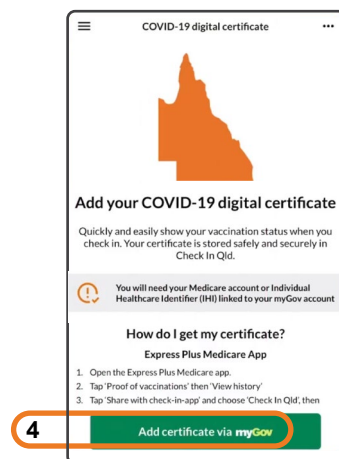 COVID-19 digital certificate
Add your COVID-19 digital certificate
Quickly and easily show your vaccination status when you
check in. Your certificate is stored safely and securely in
Check In Qld.
You will need your Medicare account or Individual
Healthcare Identifier (IHI) linked to your myGov account
How do I get my certificate?
Express Plus Medicare App
1. Open the Express Plus Medicare app.
2. Tap 'Proof of vaccinations' then 'View history'
3. Tap 'Share with check-in-app' and choose 'Check In Qld', then
4 Add certificate via myGov